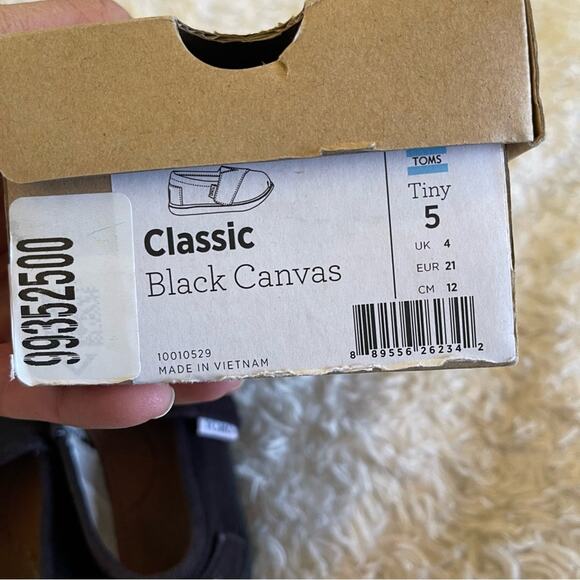 TOMS
Tiny
5
UK 4
EUR 21
CM 12
Classic
Black Canvas
10010529
MADE IN VIETNAM
8 89556 26234 2
99352500